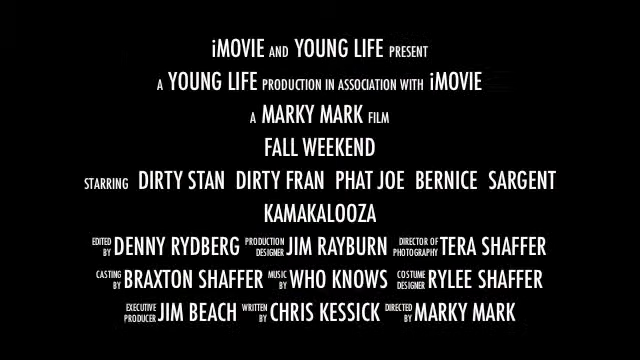 iMOVIE AND YOUNG LIFE PRESENT
A YOUNG LIFE PRODUCTION IN ASSOCIATION WITH iMOVIE
A MARKY MARK FILM
FALL WEEKEND
STARRING DIRTY STAN DIRTY FRAN PHAT JOE BERNICE SARGENT
KAMAKALOOZA
EDITED BY DENNY RYDBERG PRODUCTION DESIGNER JIM RAYBURN DIRECTOR OF PHOTOGRAPHY TERA SHAFFER
CASTING BY BRAXTON SHAFFER MUSIC BY WHO KNOWS COSTUME DESIGNER RYLEE SHAFFER
EXECUTIVE PRODUCER JIM BEACH WRITTEN BY CHRIS KESSICK DIRECTED BY MARKY MARK